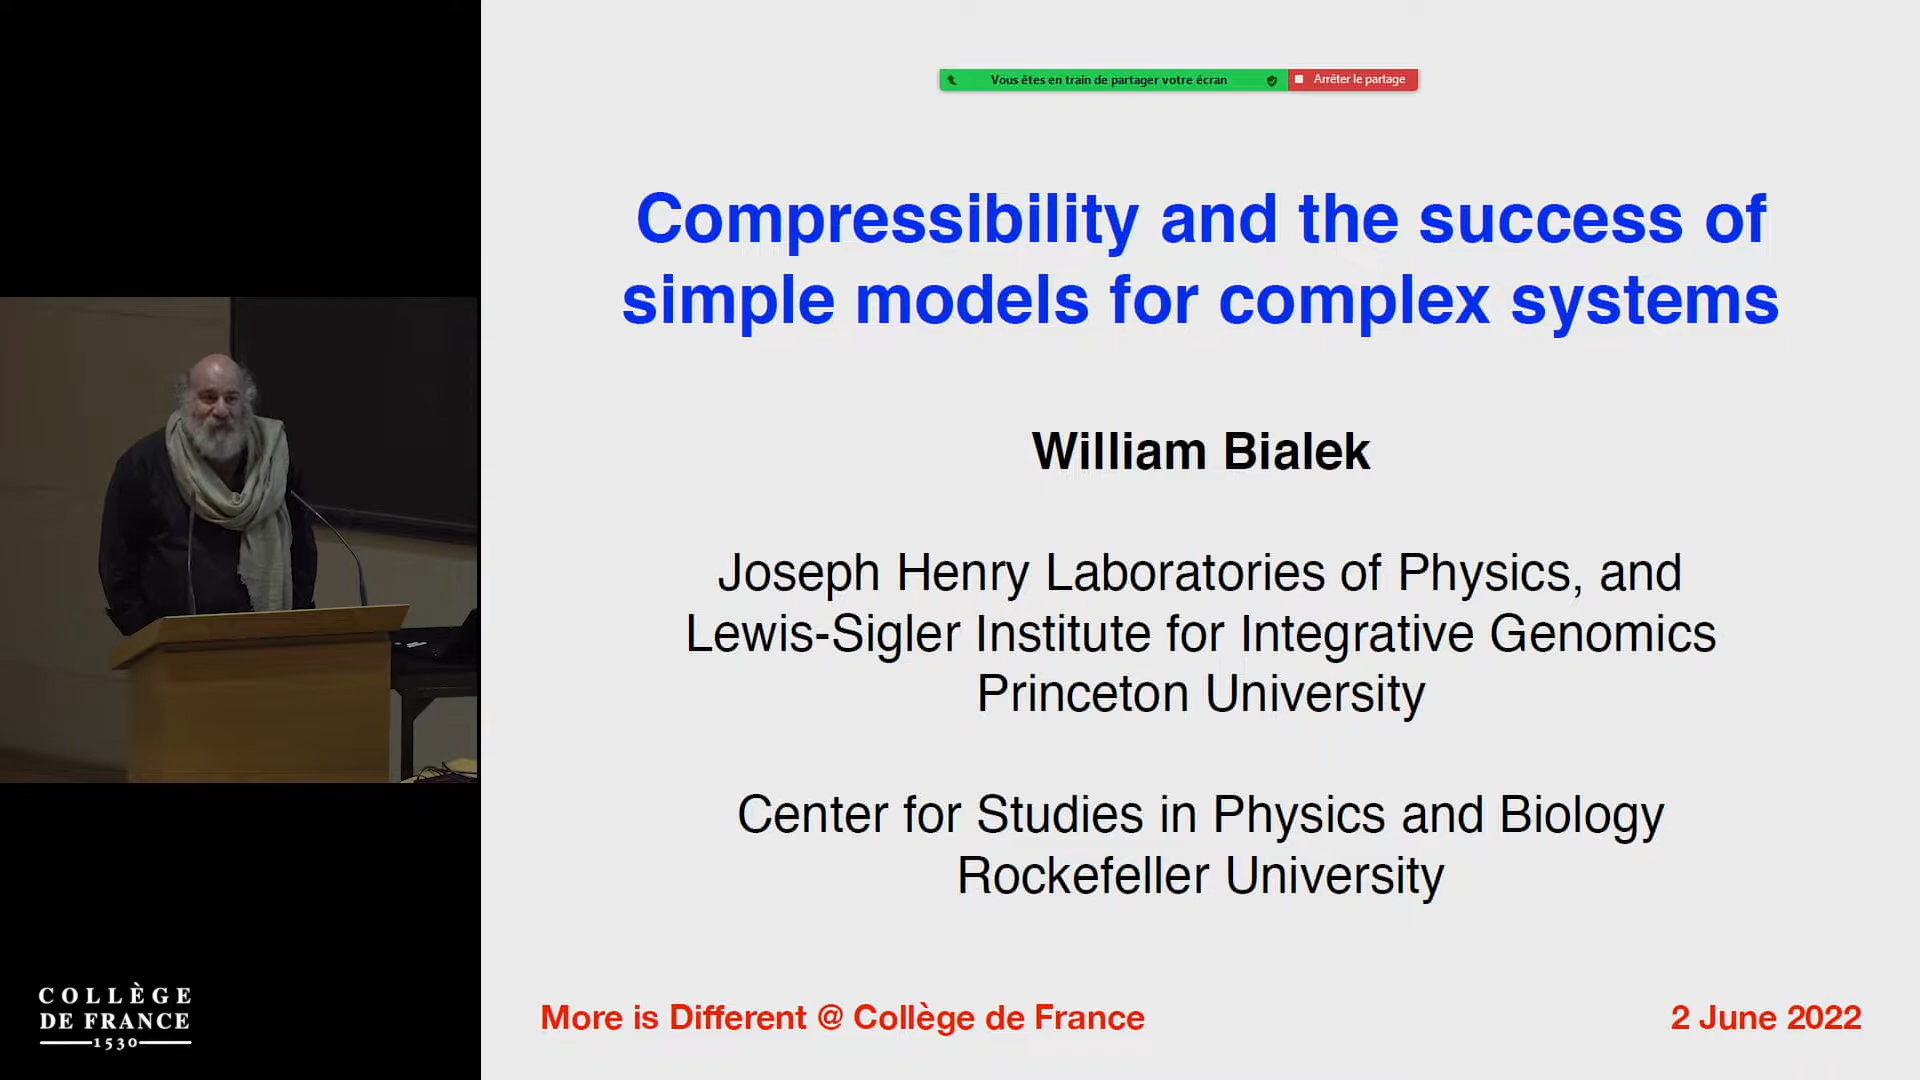 Vous êtes en train de partager votre écran
Arrêter le partage
Compressibility and the success of
simple models for complex systems
William Bialek
Joseph Henry Laboratories of Physics, and
Lewis-Sigler Institute for Integrative Genomics
Princeton University
Center for Studies in Physics and Biology
Rockefeller University
More is Different @ Collège de France
2 June 2022
COLLÈGE
DE FRANCE
1530